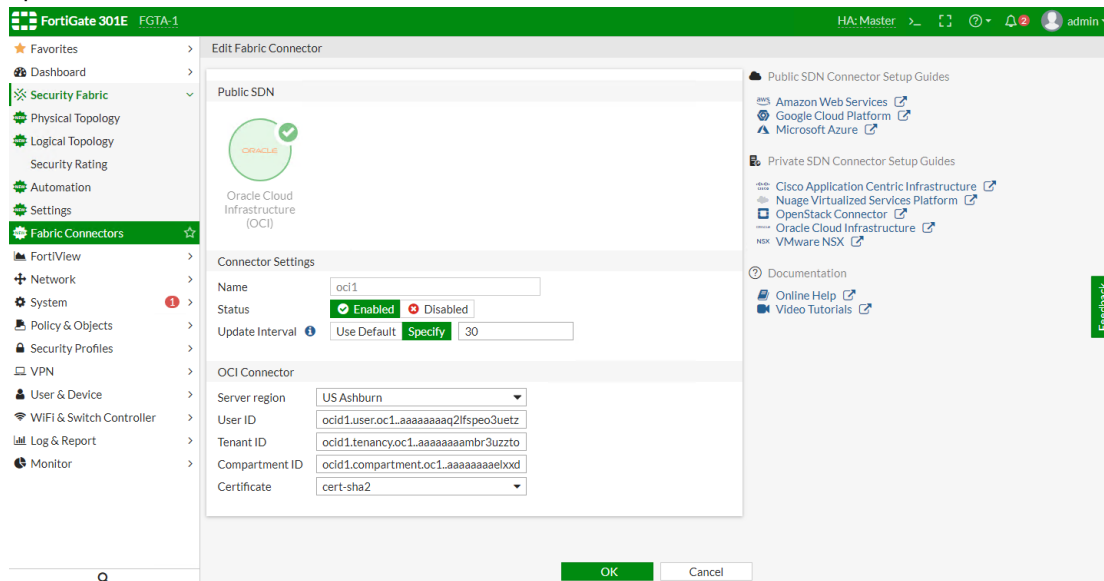 FortiGate 301E FGTA-1
HA: Master >_ 2 admin
Favorites
Dashboard
Security Fabric
Physical Topology
Logical Topology
Security Rating
Automation
Settings
Fabric Connectors
FortiView
Network
System 1
Policy & Objects
Security Profiles
VPN
User & Device
WiFi & Switch Controller
Log & Report
Monitor
Edit Fabric Connector
Public SDN
ORACLE
Oracle Cloud
Infrastructure
(OCI)
Connector Settings
Name oci1
Status Enabled Disabled
Update Interval Use Default Specify 30
OCI Connector
Server region US Ashburn
User ID ocid1.user.oc1..aaaaaaaaq2lfspeo3uetz
Tenant ID ocid1.tenancy.oc1..aaaaaaaambr3uzzto
Compartment ID ocid1.compartment.oc1..aaaaaaaaelxxd
Certificate cert-sha2
OK Cancel
Public SDN Connector Setup Guides
aws Amazon Web Services
Google Cloud Platform
Microsoft Azure
Private SDN Connector Setup Guides
Cisco Application Centric Infrastructure
Nuage Virtualized Services Platform
OpenStack Connector
Oracle Cloud Infrastructure
NSX VMware NSX
Documentation
Online Help
Video Tutorials
Feedback